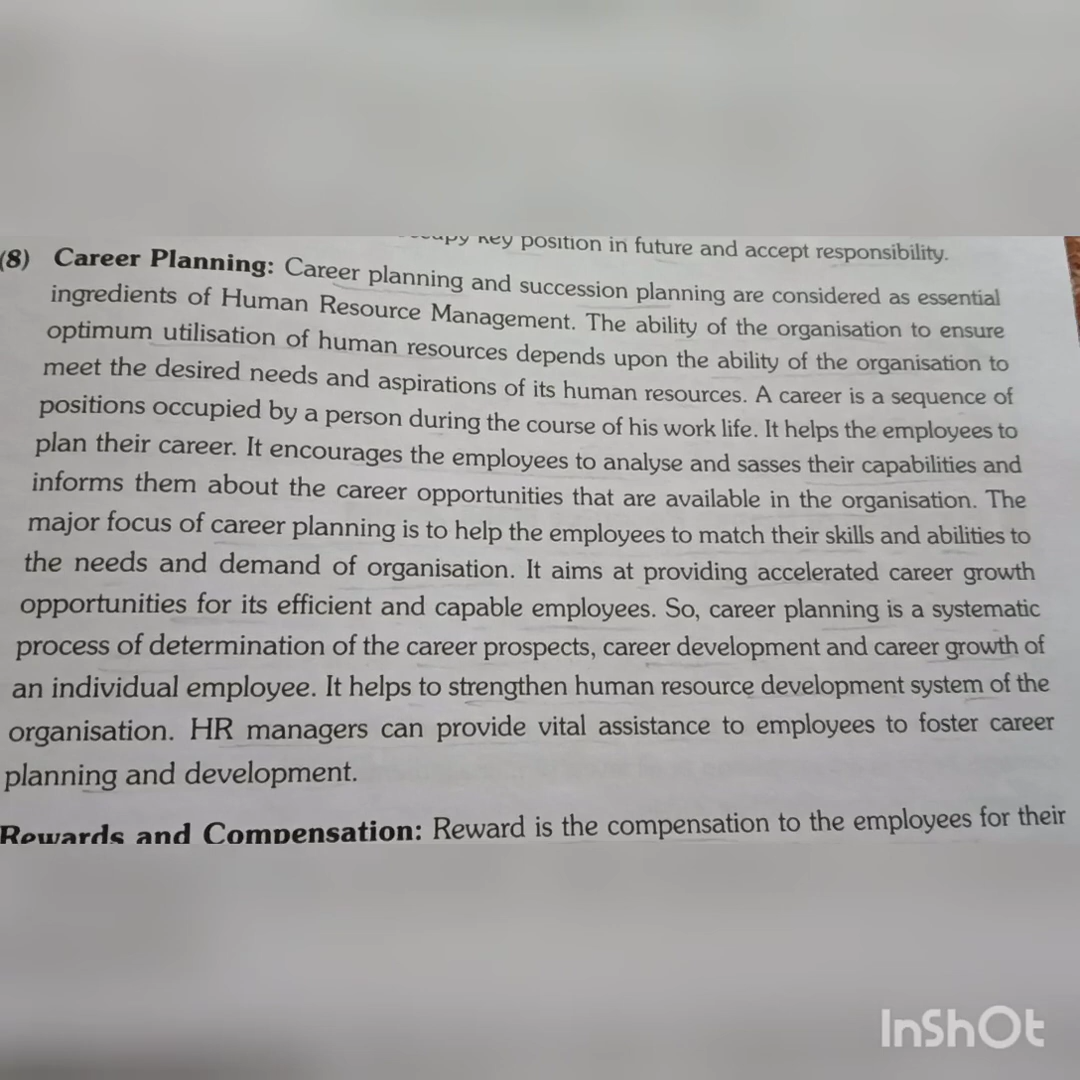 key position in future and accept responsibility.
(8) Career Planning: Career planning and succession planning are considered as essential
ingredients of Human Resource Management. The ability of the organisation to ensure
optimum utilisation of human resources depends upon the ability of the organisation to
meet the desired needs and aspirations of its human resources. A career is a sequence of
positions occupied by a person during the course of his work life. It helps the employees to
plan their career. It encourages the employees to analyse and sasses their capabilities and
informs them about the career opportunities that are available in the organisation. The
major focus of career planning is to help the employees to match their skills and abilities to
the needs and demand of organisation. It aims at providing accelerated career growth
opportunities for its efficient and capable employees. So, career planning is a systematic
process of determination of the career prospects, career development and career growth of
an individual employee. It helps to strengthen human resource development system of the
organisation. HR managers can provide vital assistance to employees to foster career
planning and development.
Rewards and Compensation: Reward is the compensation to the employees for their
InShOt